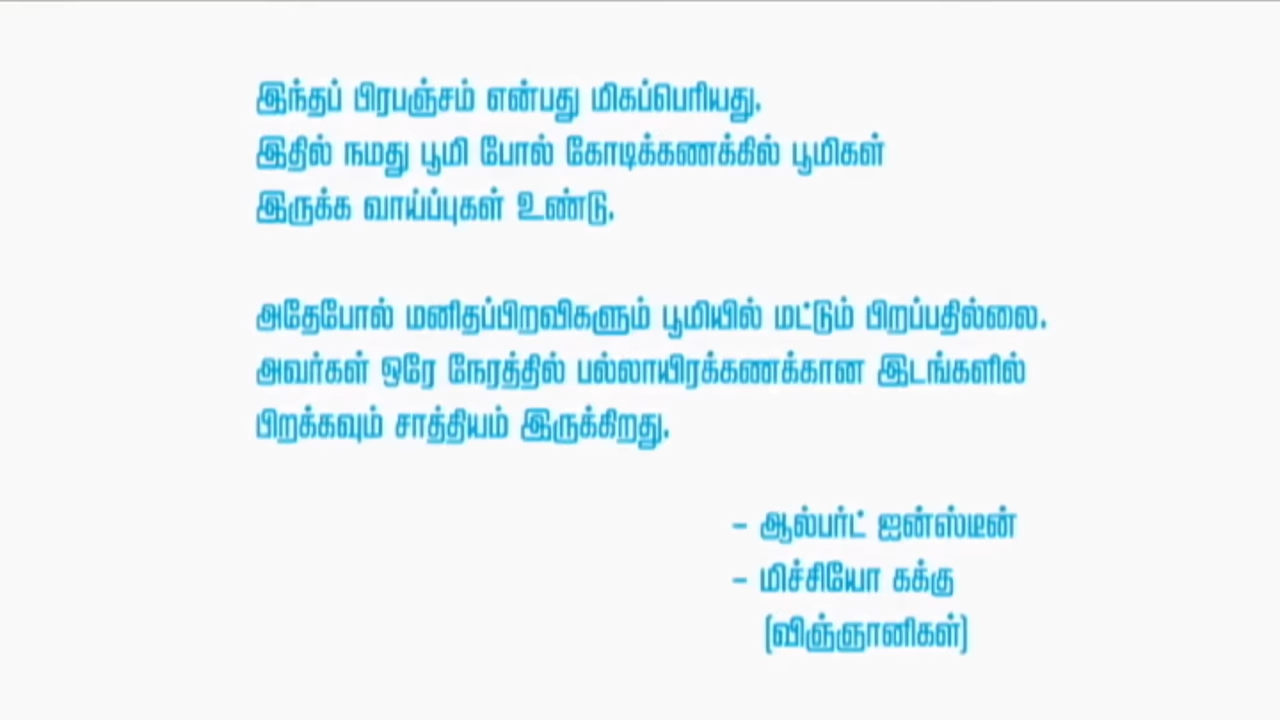 இந்தப் பிரபஞ்சம் என்பது மிகப்பெரியது.
இதில் நமது பூமி போல் கோடிக்கணக்கில் பூமிகள்
இருக்க வாய்ப்புகள் உண்டு.
அதேபோல் மனிதப்பிறவிகளும் பூமியில் மட்டும் பிறப்பதில்லை.
அவர்கள் ஒரே நேரத்தில் பல்லாயிரக்கணக்கான இடங்களில்
பிறக்கவும் சாத்தியம் இருக்கிறது.
– ஆல்பர்ட் ஐன்ஸ்டீன்
– மிச்சியோ கக்கு
(விஞ்ஞானிகள்)